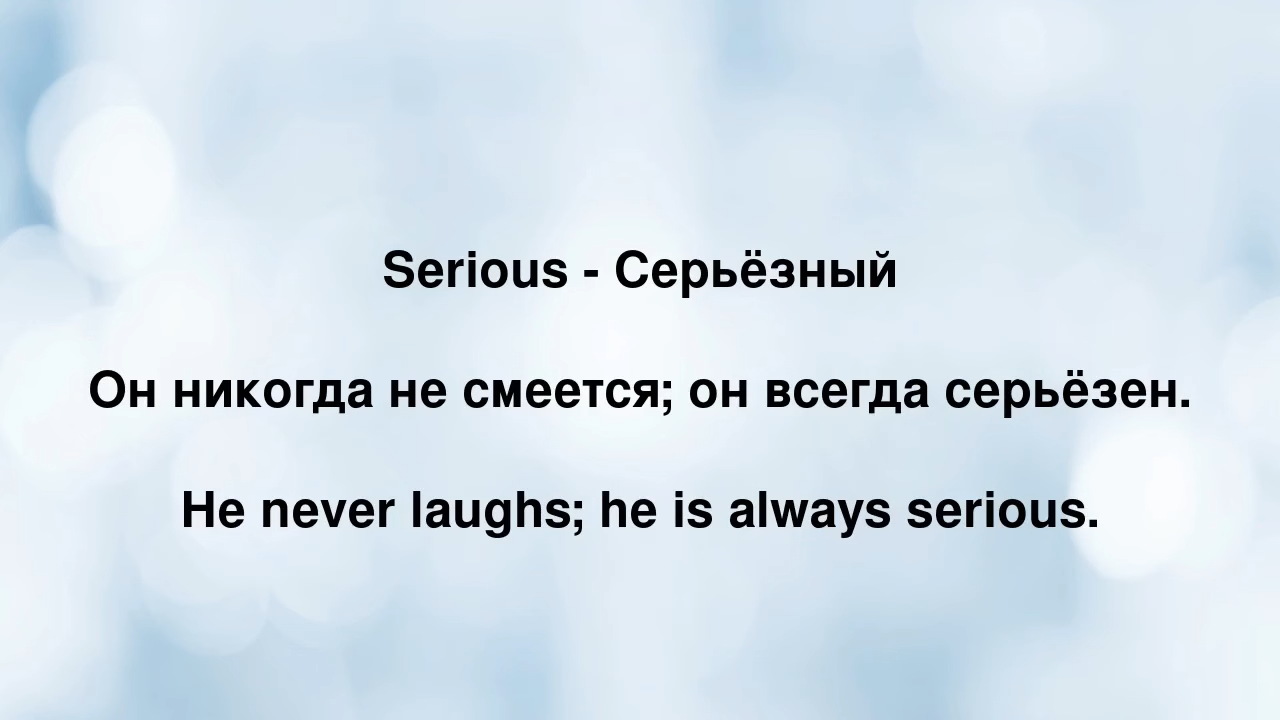 Serious - Серьёзный
Он никогда не смеется; он всегда серьёзен.
He never laughs; he is always serious.